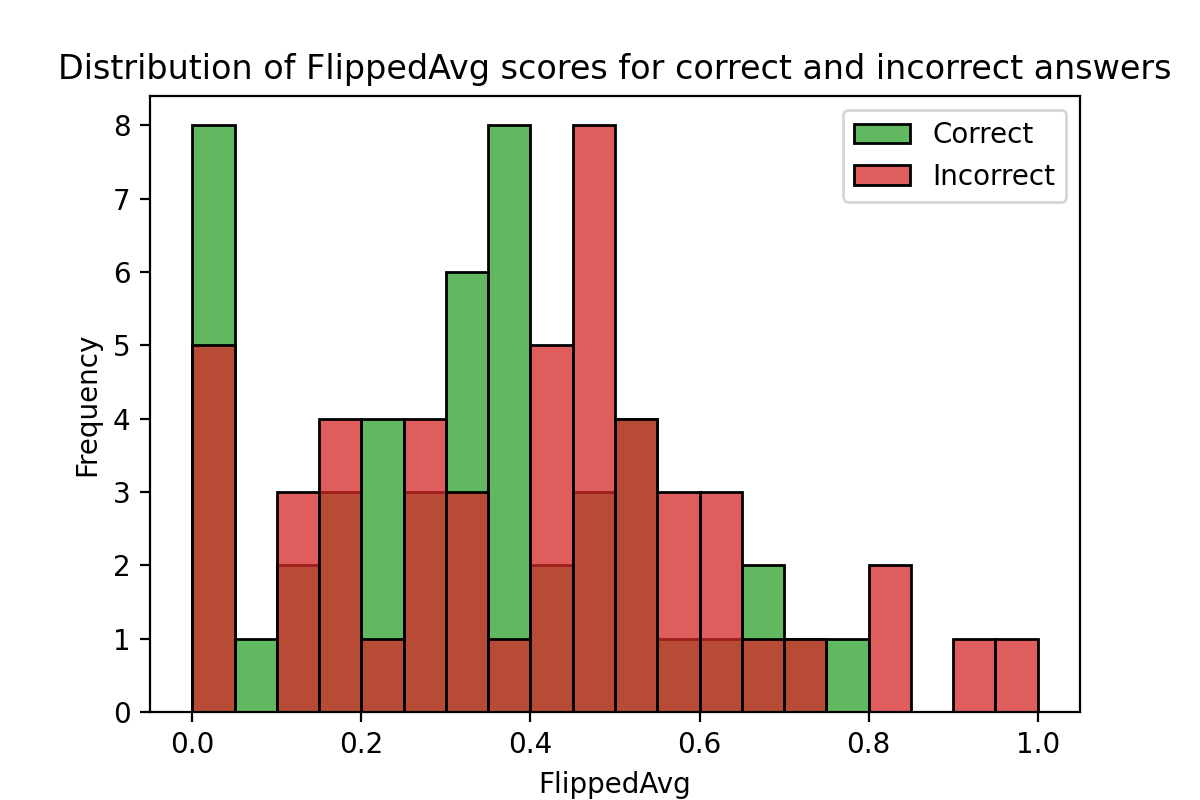 Distribution of FlippedAvg scores for correct and incorrect answers
Correct
Incorrect
Frequency
8
7
6
5
4
3
2
1
0
0.0 0.2 0.4 0.6 0.8 1.0
FlippedAvg